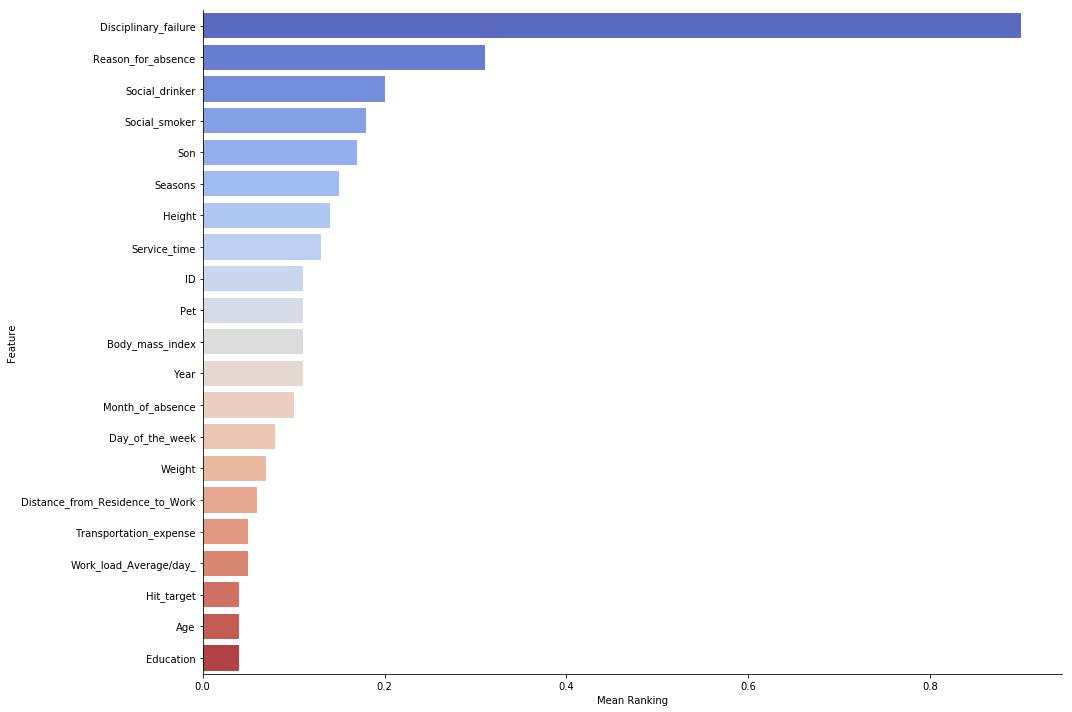 Disciplinary_failure
Reason_for_absence
Social_drinker
Social_smoker
Son
Seasons
Height
Service_time
ID
Pet
Body_mass_index
Year
Month_of_absence
Day_of_the_week
Weight
Distance_from_Residence_to_Work
Transportation_expense
Work_load_Average/day_
Hit_target
Age
Education
Feature
0.0 0.2 0.4 0.6 0.8
Mean Ranking